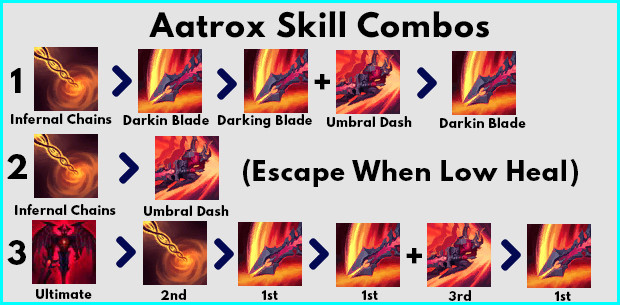 Aatrox Skill Combos
1 > > + >
Infernal Chains Darkin Blade Darking Blade Umbral Dash Darkin Blade
2 > (Escape When Low Heal)
Infernal Chains Umbral Dash
3 > > > + >
Ultimate 2nd 1st 1st 3rd 1st